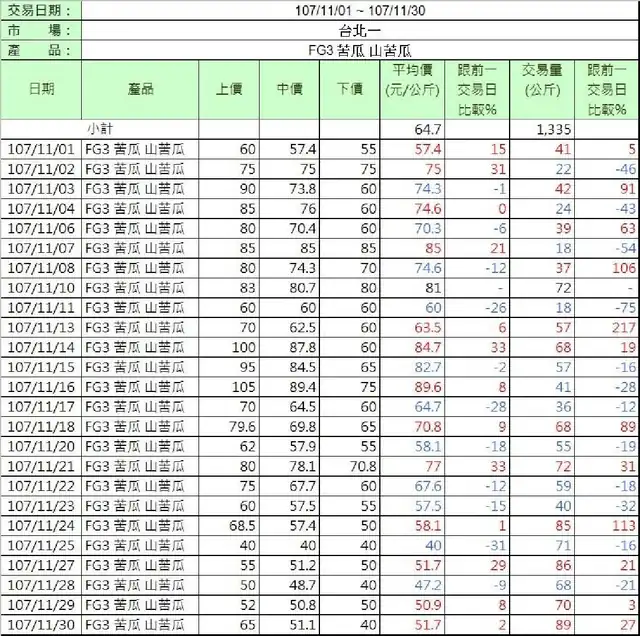 交易日期： 107/11/01 ~ 107/11/30
市 場： 台北一
產 品： FG3 苦瓜 山苦瓜
日期 產品 上價 中價 下價 平均價 (元/公斤) 跟前一交易日比較% 交易量 (公斤) 跟前一交易日比較%
小計 64.7 1,335
107/11/01 FG3 苦瓜 山苦瓜 60 57.4 55 57.4 15 41 5
107/11/02 FG3 苦瓜 山苦瓜 75 75 75 75 31 22 -46
107/11/03 FG3 苦瓜 山苦瓜 90 73.8 60 74.3 -1 42 91
107/11/04 FG3 苦瓜 山苦瓜 85 76 60 74.6 0 24 -43
107/11/06 FG3 苦瓜 山苦瓜 80 70.4 60 70.3 -6 39 63
107/11/07 FG3 苦瓜 山苦瓜 85 85 85 85 21 18 -54
107/11/08 FG3 苦瓜 山苦瓜 80 74.3 70 74.6 -12 37 106
107/11/10 FG3 苦瓜 山苦瓜 83 80.7 80 81 - 72 -
107/11/11 FG3 苦瓜 山苦瓜 60 60 60 60 -26 18 -75
107/11/13 FG3 苦瓜 山苦瓜 70 62.5 60 63.5 6 57 217
107/11/14 FG3 苦瓜 山苦瓜 100 87.8 60 84.7 33 68 19
107/11/15 FG3 苦瓜 山苦瓜 95 84.5 65 82.7 -2 57 -16
107/11/16 FG3 苦瓜 山苦瓜 105 89.4 75 89.6 8 41 -28
107/11/17 FG3 苦瓜 山苦瓜 70 64.5 60 64.7 -28 36 -12
107/11/18 FG3 苦瓜 山苦瓜 79.6 69.8 65 70.8 9 68 89
107/11/20 FG3 苦瓜 山苦瓜 62 57.9 55 58.1 -18 55 -19
107/11/21 FG3 苦瓜 山苦瓜 80 78.1 70.8 77 33 72 31
107/11/22 FG3 苦瓜 山苦瓜 75 67.7 60 67.6 -12 59 -18
107/11/23 FG3 苦瓜 山苦瓜 60 57.5 55 57.5 -15 40 -32
107/11/24 FG3 苦瓜 山苦瓜 68.5 57.4 50 58.1 1 85 113
107/11/25 FG3 苦瓜 山苦瓜 40 40 40 40 -31 71 -16
107/11/27 FG3 苦瓜 山苦瓜 55 51.2 50 51.7 29 86 21
107/11/28 FG3 苦瓜 山苦瓜 50 48.7 40 47.2 -9 68 -21
107/11/29 FG3 苦瓜 山苦瓜 52 50.8 50 50.9 8 70 3
107/11/30 FG3 苦瓜 山苦瓜 65 51.1 40 51.7 2 89 27